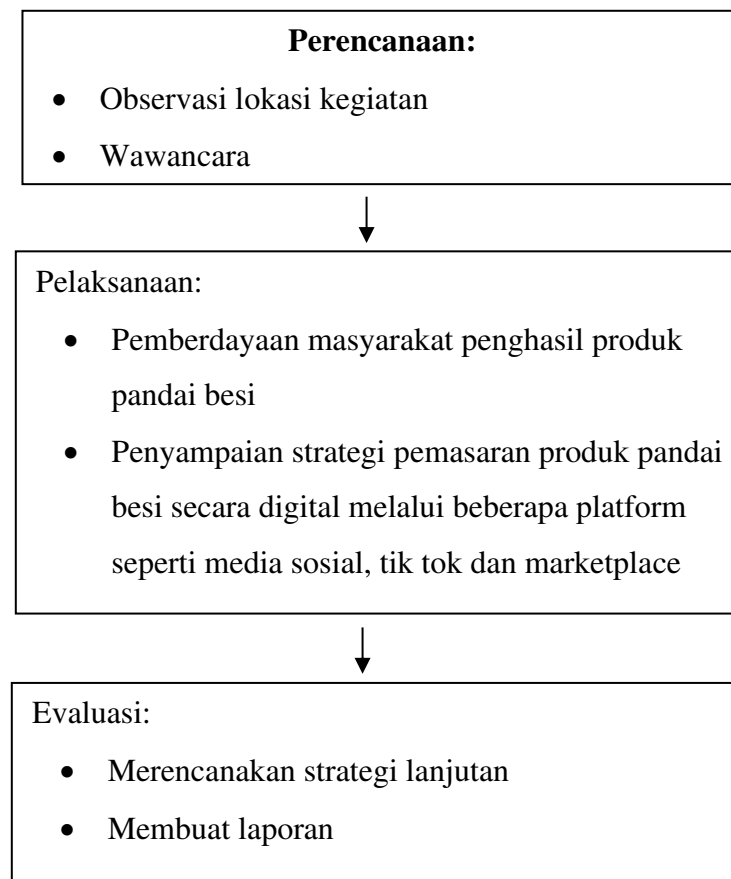 Perencanaan:
• Observasi lokasi kegiatan
• Wawancara
Pelaksanaan:
• Pemberdayaan masyarakat penghasil produk
pandai besi
• Penyampaian strategi pemasaran produk pandai
besi secara digital melalui beberapa platform
seperti media sosial, tik tok dan marketplace
Evaluasi:
• Merencanakan strategi lanjutan
• Membuat laporan